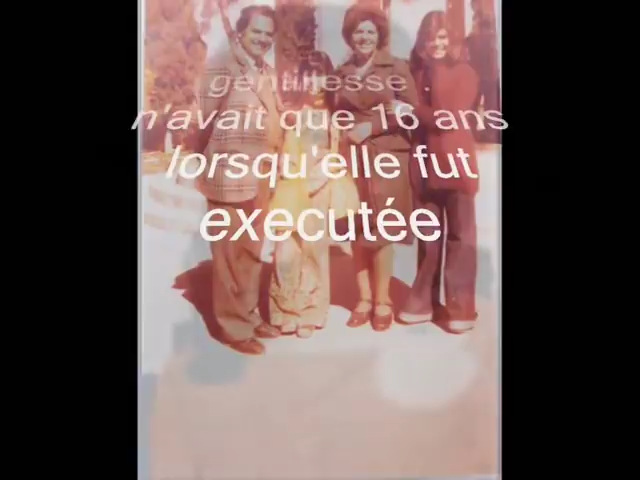 gentillesse .
n'avait que 16 ans
lorsqu'elle fut
executée